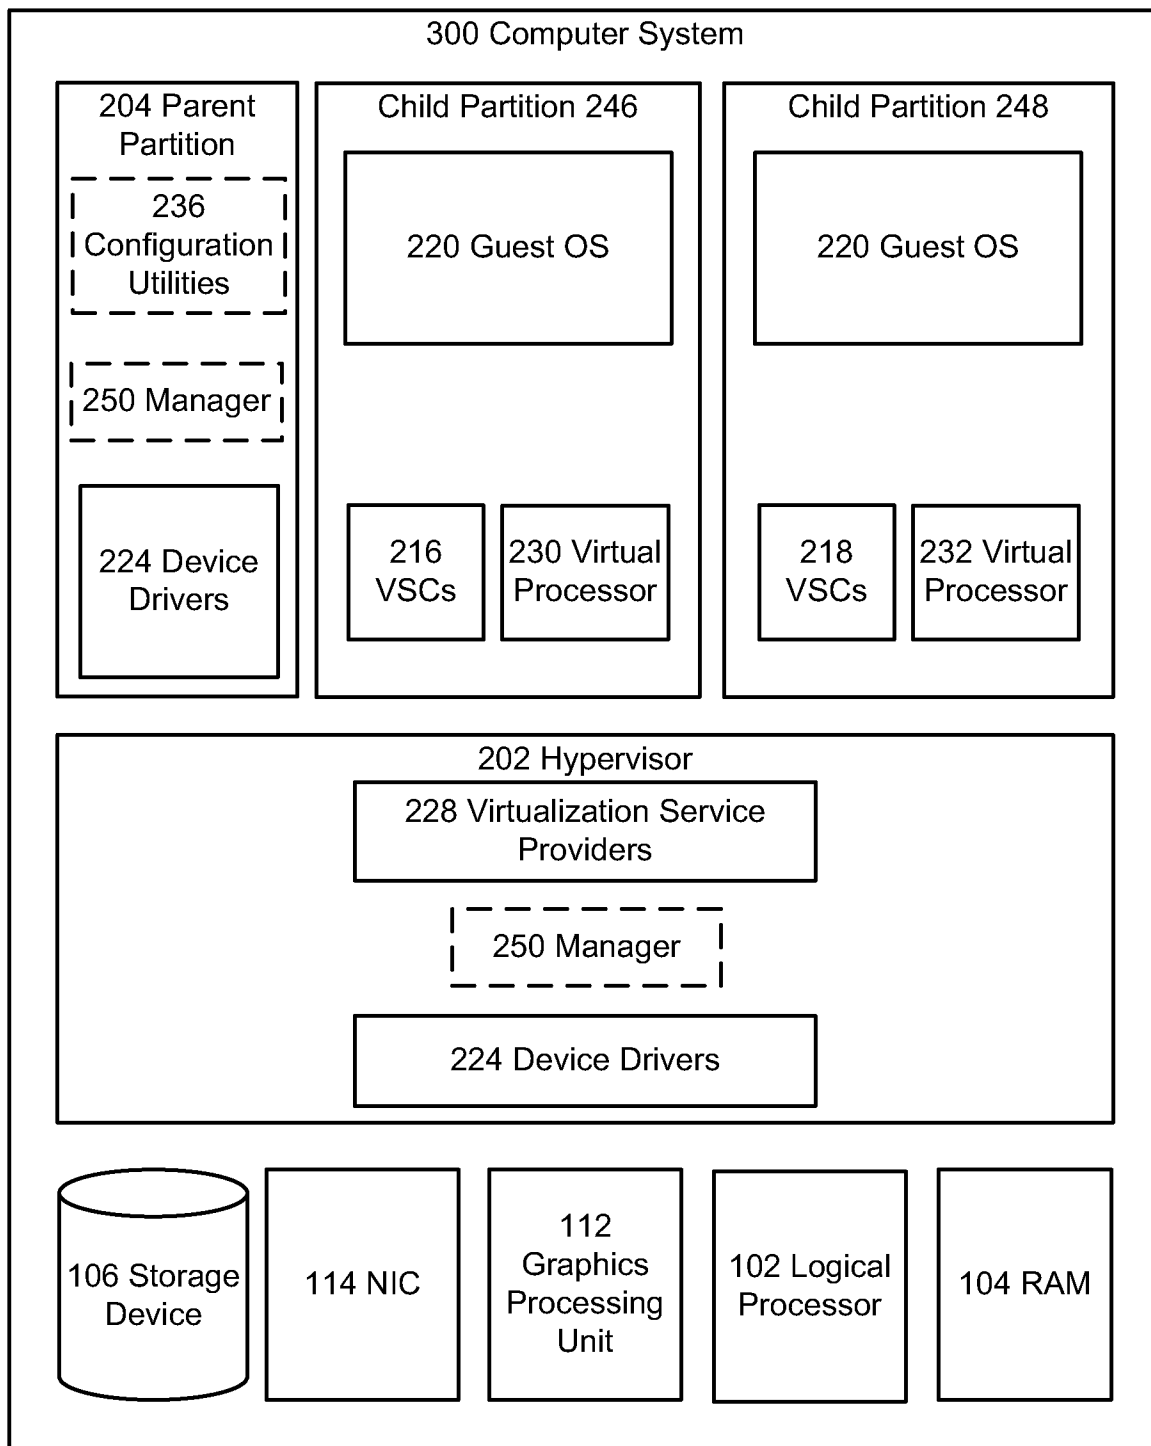 300 Computer System
204 Parent
Partition
236
Configuration
Utilities
250 Manager
224 Device
Drivers
Child Partition 246
220 Guest OS
216
VSCs
230 Virtual
Processor
Child Partition 248
220 Guest OS
218
VSCs
232 Virtual
Processor
202 Hypervisor
228 Virtualization Service
Providers
250 Manager
224 Device Drivers
106 Storage
Device
114 NIC
112
Graphics
Processing
Unit
102 Logical
Processor
104 RAM